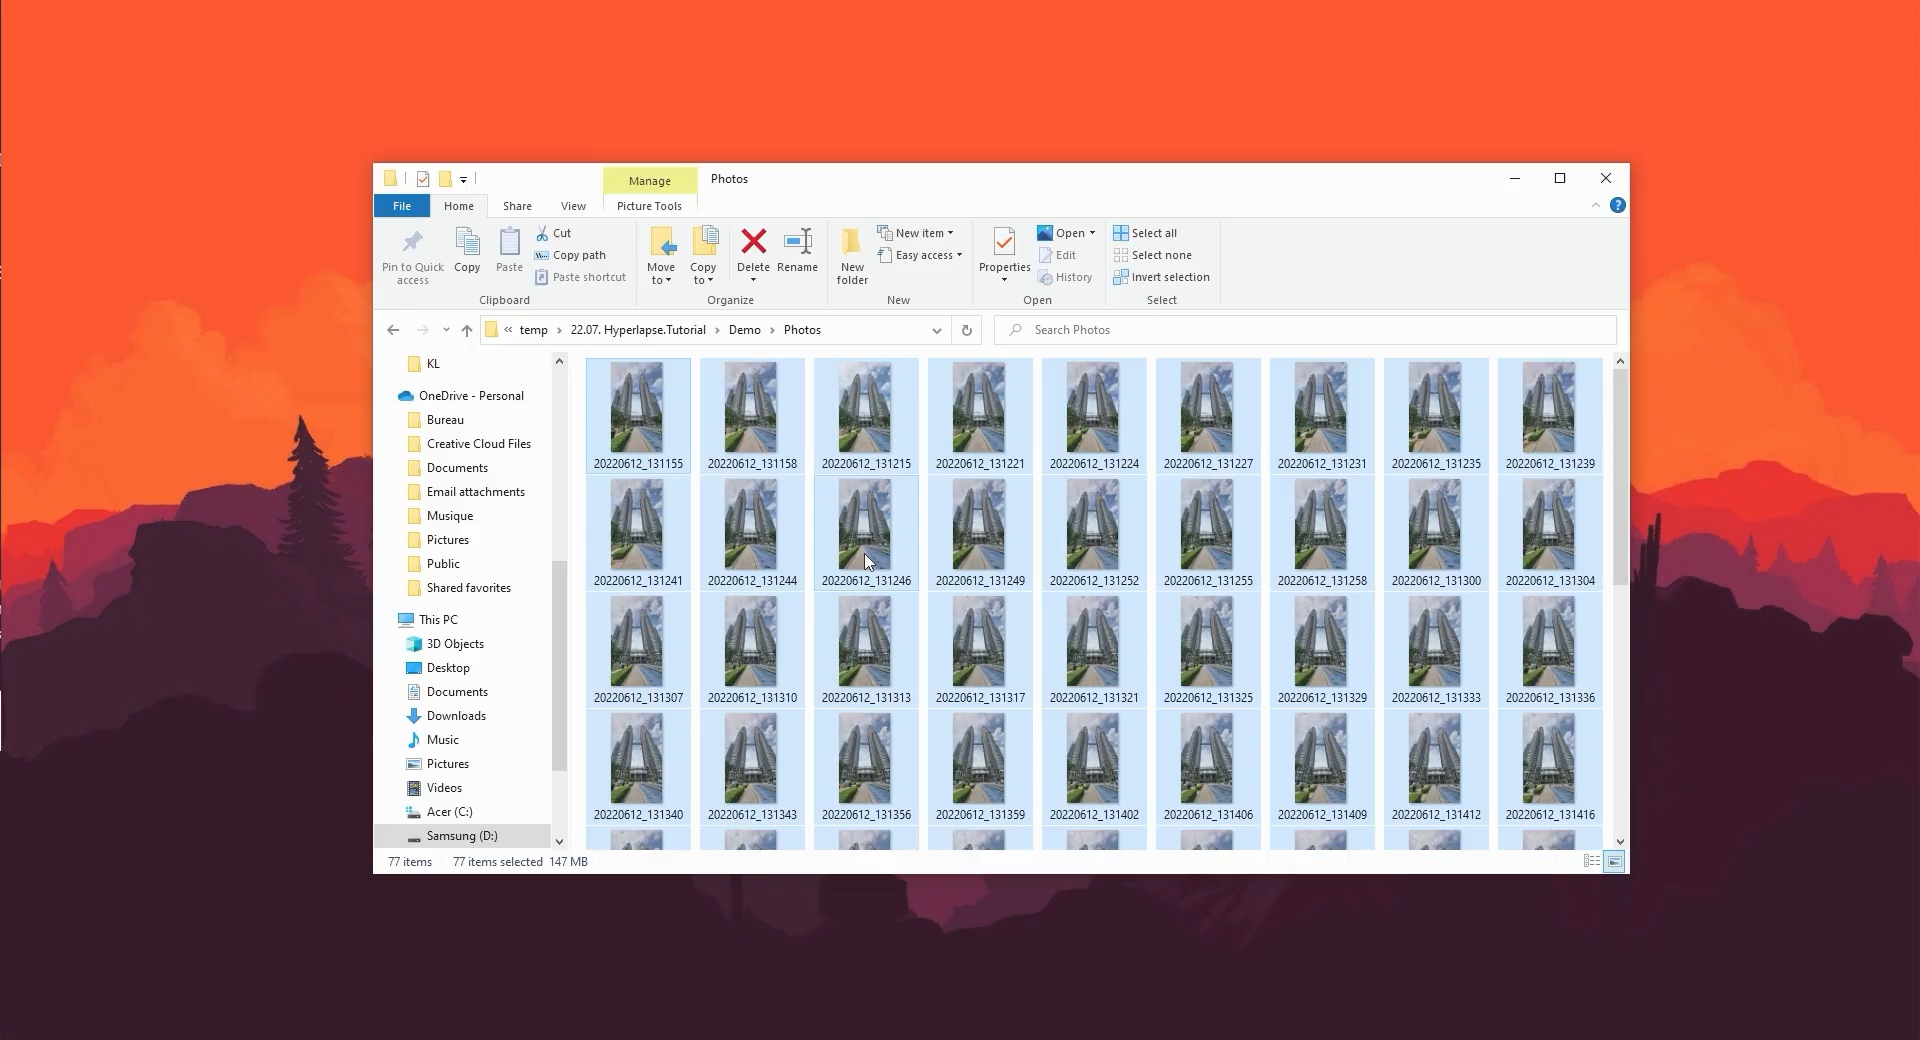 Manage Photos
File Home Share View Picture Tools
Pin to Quick access
Copy
Paste
Cut
Copy path
Paste shortcut
Clipboard
Move to
Copy to
Delete
Rename
Organize
New folder
New item
Easy access
New
Properties
Open
Edit
History
Open
Select all
Select none
Invert selection
Select
« temp › 22.07. Hyperlapse.Tutorial › Demo › Photos
Search Photos
KL
OneDrive - Personal
Bureau
Creative Cloud Files
Documents
Email attachments
Musique
Pictures
Public
Shared favorites
This PC
3D Objects
Desktop
Documents
Downloads
Music
Pictures
Videos
Acer (C:)
Samsung (D:)
20220612_131155 20220612_131158 20220612_131215 20220612_131221 20220612_131224 20220612_131227 20220612_131231 20220612_131235 20220612_131239
20220612_131241 20220612_131244 20220612_131246 20220612_131249 20220612_131252 20220612_131255 20220612_131258 20220612_131300 20220612_131304
20220612_131307 20220612_131310 20220612_131313 20220612_131317 20220612_131321 20220612_131325 20220612_131329 20220612_131333 20220612_131336
20220612_131340 20220612_131343 20220612_131356 20220612_131359 20220612_131402 20220612_131406 20220612_131409 20220612_131412 20220612_131416
77 items 77 items selected 147 MB